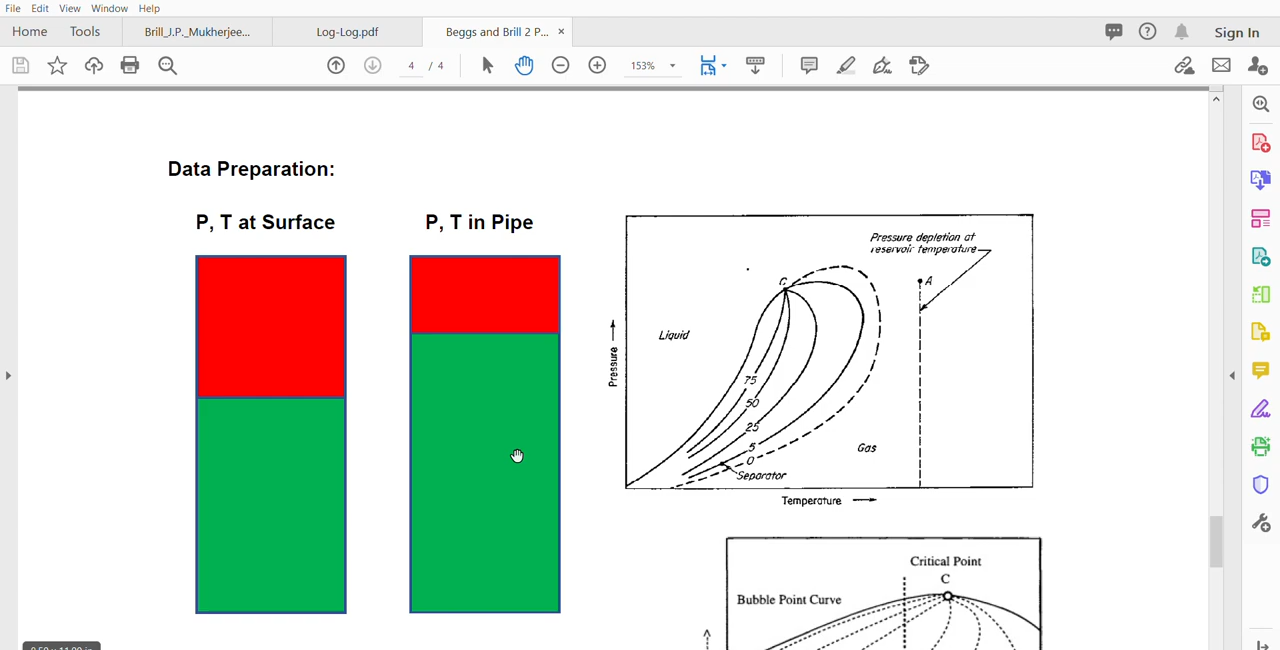 File Edit View Window Help
Home Tools Brill_J.P._Mukherjee... Log-Log.pdf Beggs and Brill 2 P... × Sign In
4 / 4 153%
Data Preparation:
P, T at Surface P, T in Pipe
Pressure depletion at
reservoir temperature
C
A
Liquid
Pressure
75
50
25
5
0
Gas
Separator
Temperature
Critical Point
C
Bubble Point Curve